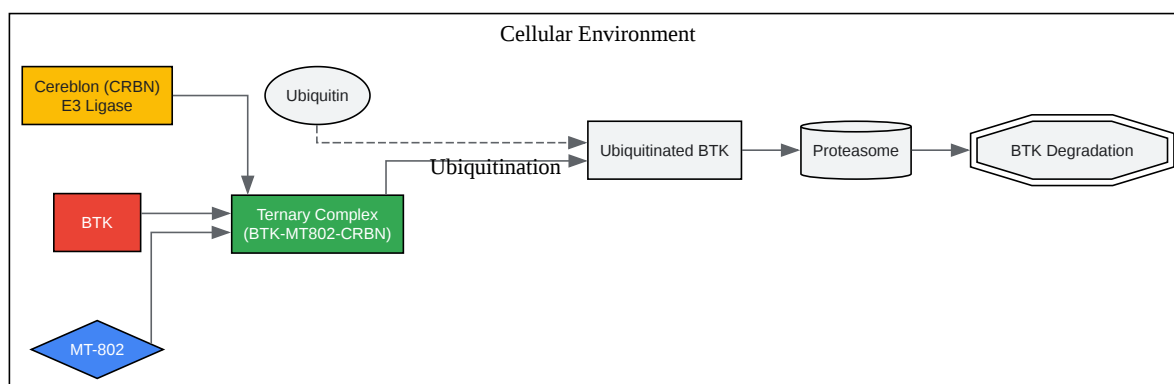 Cellular Environment
Cereblon (CRBN)
E3 Ligase
Ubiquitin
Ubiquitinated BTK
Proteasome
BTK Degradation
Ubiquitination
BTK
Ternary Complex
(BTK-MT802-CRBN)
MT-802